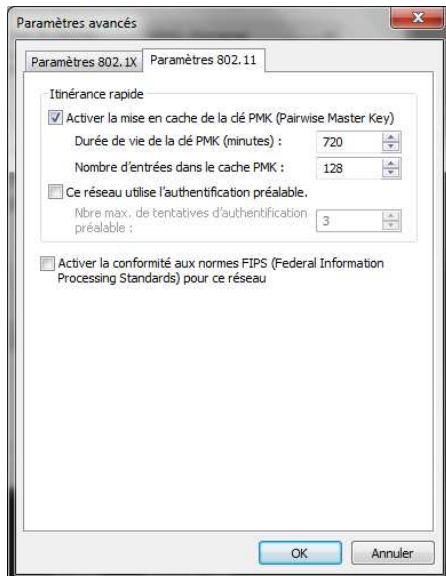 Paramètres avancés
Paramètres 802.1X
Paramètres 802.11
Itinérance rapide
Activer la mise en cache de la clé PMK (Pairwise Master Key)
Durée de vie de la clé PMK (minutes) :
720
Nombre d'entrées dans le cache PMK :
128
Ce réseau utilise l'authentification préalable.
Nbre max. de tentatives d'authentification
préalable :
3
Activer la conformité aux normes FIPS (Federal Information
Processing Standards) pour ce réseau
OK
Annuler